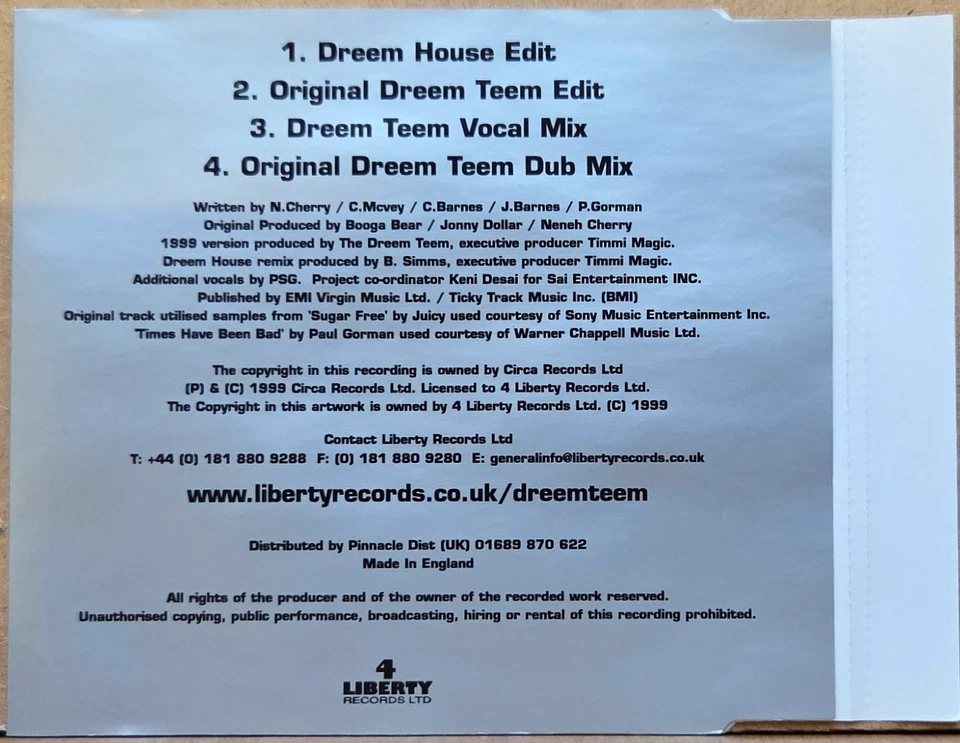 1. Dreem House Edit
2. Original Dreem Teem Edit
3. Dreem Teem Vocal Mix
4. Original Dreem Teem Dub Mix
Written by N.Cherry / C.Mcvey / C.Barnes / J.Barnes / P.Gorman
Original Produced by Booga Bear / Jonny Dollar / Neneh Cherry
1999 version produced by The Dreem Teem, executive producer Timmi Magic.
Dreem House remix produced by B. Simms, executive producer Timmi Magic.
Additional vocals by PSG. Project co-ordinator Keni Desai for Sai Entertainment INC.
Published by EMI Virgin Music Ltd. / Ticky Track Music Inc. (BMI)
Original track utilised samples from 'Sugar Free' by Juicy used courtesy of Sony Music Entertainment Inc.
'Times Have Been Bad' by Paul Gorman used courtesy of Warner Chappell Music Ltd.
The copyright in this recording is owned by Circa Records Ltd
(P) & (C) 1999 Circa Records Ltd. Licensed to 4 Liberty Records Ltd.
The Copyright in this artwork is owned by 4 Liberty Records Ltd. (C) 1999
Contact Liberty Records Ltd
T: +44 (0) 181 880 9288 F: (0) 181 880 9280 E: generalinfo@libertyrecords.co.uk
www.libertyrecords.co.uk/dreemteem
Distributed by Pinnacle Dist (UK) 01689 870 622
Made In England
All rights of the producer and of the owner of the recorded work reserved.
Unauthorised copying, public performance, broadcasting, hiring or rental of this recording prohibited.
4
LIBERTY
RECORDS LTD